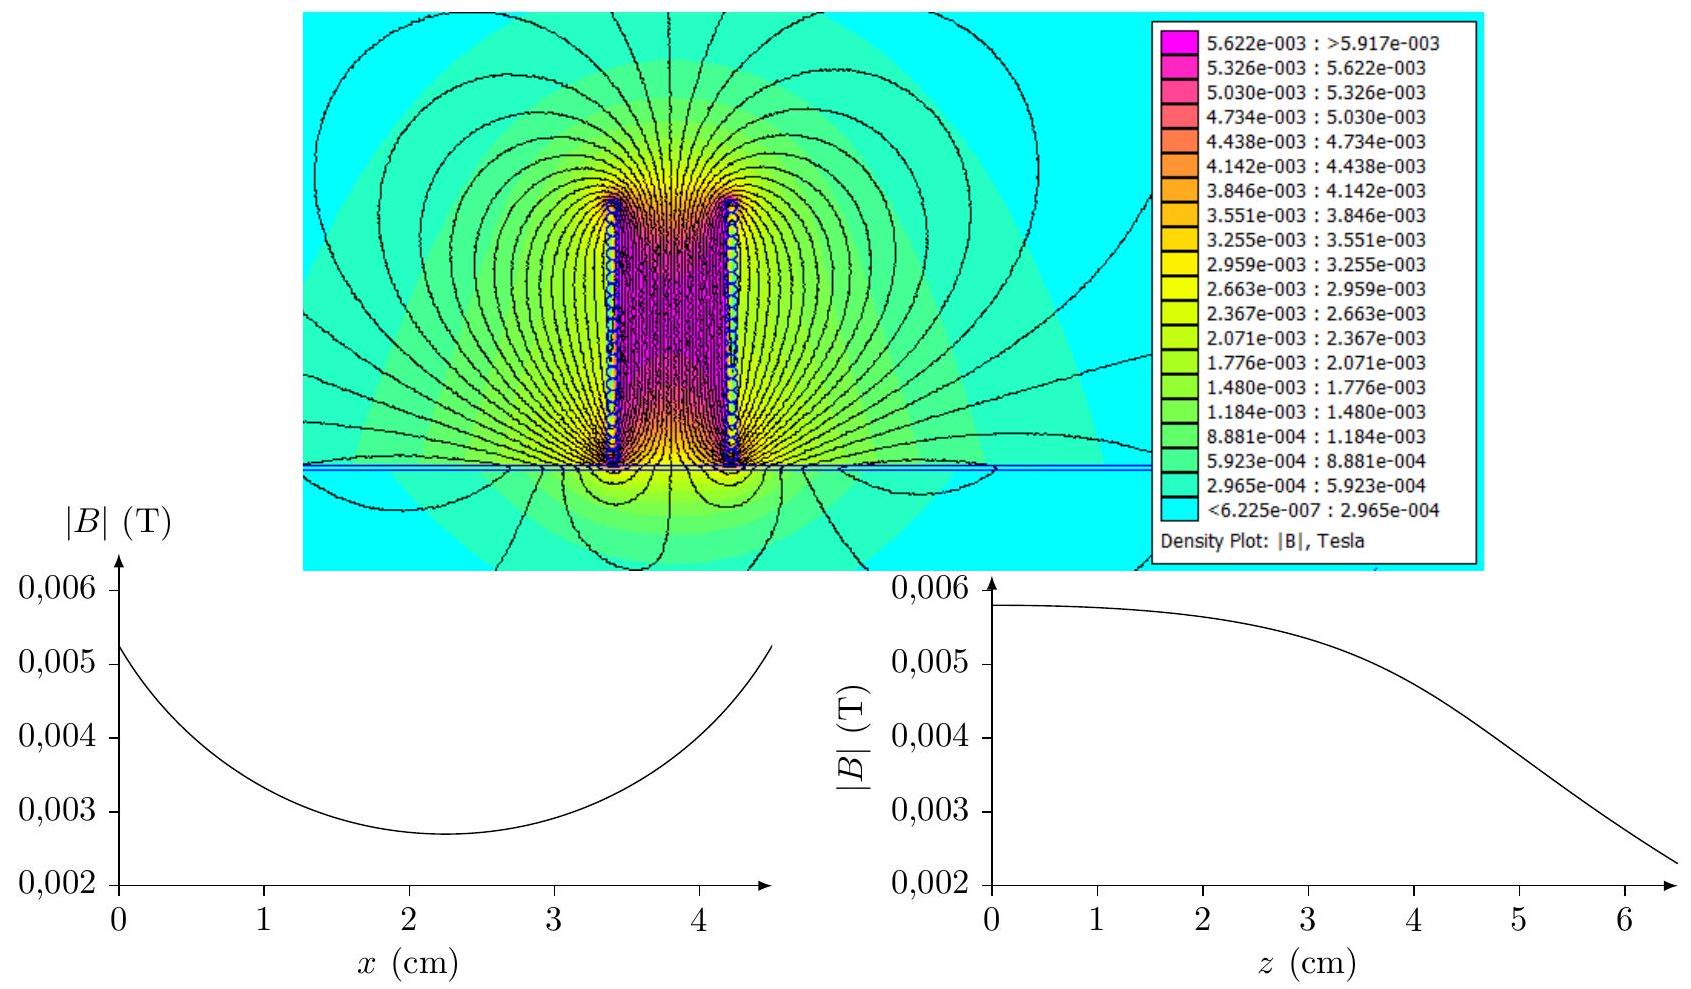 5.622e-003 : >5.917e-003
5.326e-003 : 5.622e-003
5.030e-003 : 5.326e-003
4.734e-003 : 5.030e-003
4.438e-003 : 4.734e-003
4.142e-003 : 4.438e-003
3.846e-003 : 4.142e-003
3.551e-003 : 3.846e-003
3.255e-003 : 3.551e-003
2.959e-003 : 3.255e-003
2.663e-003 : 2.959e-003
2.367e-003 : 2.663e-003
2.071e-003 : 2.367e-003
1.776e-003 : 2.071e-003
1.480e-003 : 1.776e-003
1.184e-003 : 1.480e-003
8.881e-004 : 1.184e-003
5.923e-004 : 8.881e-004
2.965e-004 : 5.923e-004
<6.225e-007 : 2.965e-004
Density Plot: |B|, Tesla
|B| (T)
0,006
0,005
0,004
0,003
0,002
0 1 2 3 4
x (cm)
|B| (T)
0,006
0,005
0,004
0,003
0,002
0 1 2 3 4 5 6
z (cm)